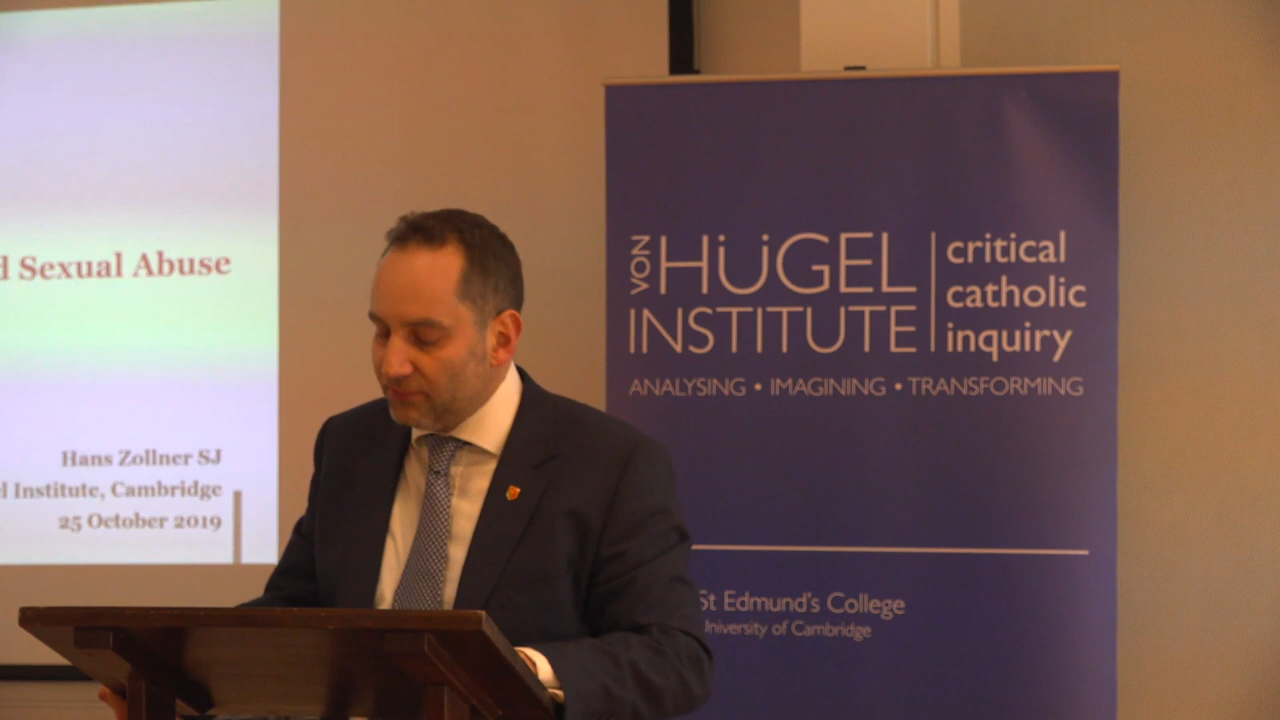 Sexual Abuse
Hans Zollner SJ
Institute, Cambridge
25 October 2019
VON
HÜGEL
INSTITUTE
critical
catholic
inquiry
ANALYSING • IMAGINING • TRANSFORMING
St Edmund's College
University of Cambridge